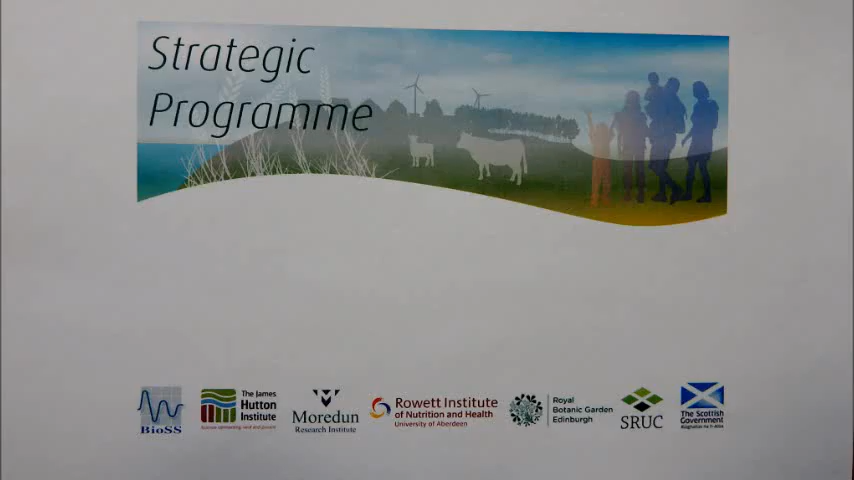 Strategic
Programme
BioSS
The James
Hutton
Institute
Moredun
Research Institute
Rowett Institute
of Nutrition and Health
University of Aberdeen
Royal
Botanic Garden
Edinburgh
SRUC
The Scottish
Government